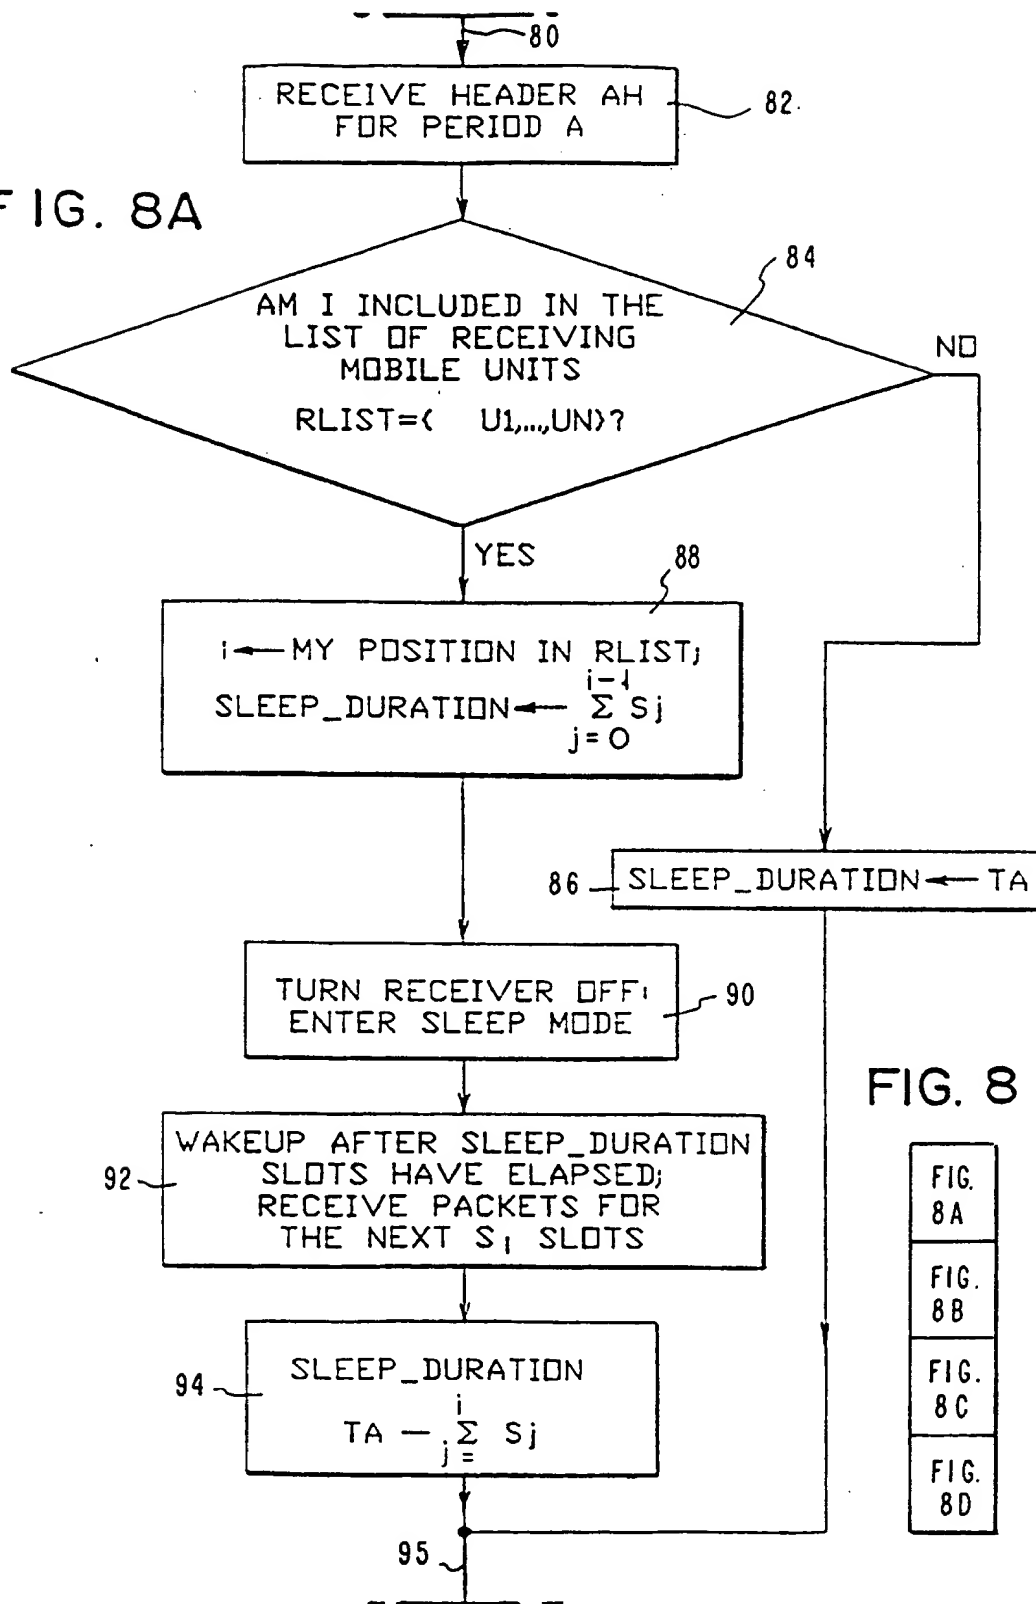 80
RECEIVE HEADER AH
FOR PERIOD A
82
FIG. 8A
84
AM I INCLUDED IN THE
LIST OF RECEIVING
MOBILE UNITS
RLIST={ U1,...,UN}?
NO
YES
88
i ← MY POSITION IN RLIST;
i-1
SLEEP_DURATION ← Σ Sj
j=0
86
SLEEP_DURATION ← TA
TURN RECEIVER OFF;
ENTER SLEEP MODE
90
FIG. 8
92
WAKEUP AFTER SLEEP_DURATION
SLOTS HAVE ELAPSED;
RECEIVE PACKETS FOR
THE NEXT Si SLOTS
94
SLEEP_DURATION
i
TA – Σ Sj
j=
95
FIG.
8A
FIG.
8B
FIG.
8C
FIG.
8D